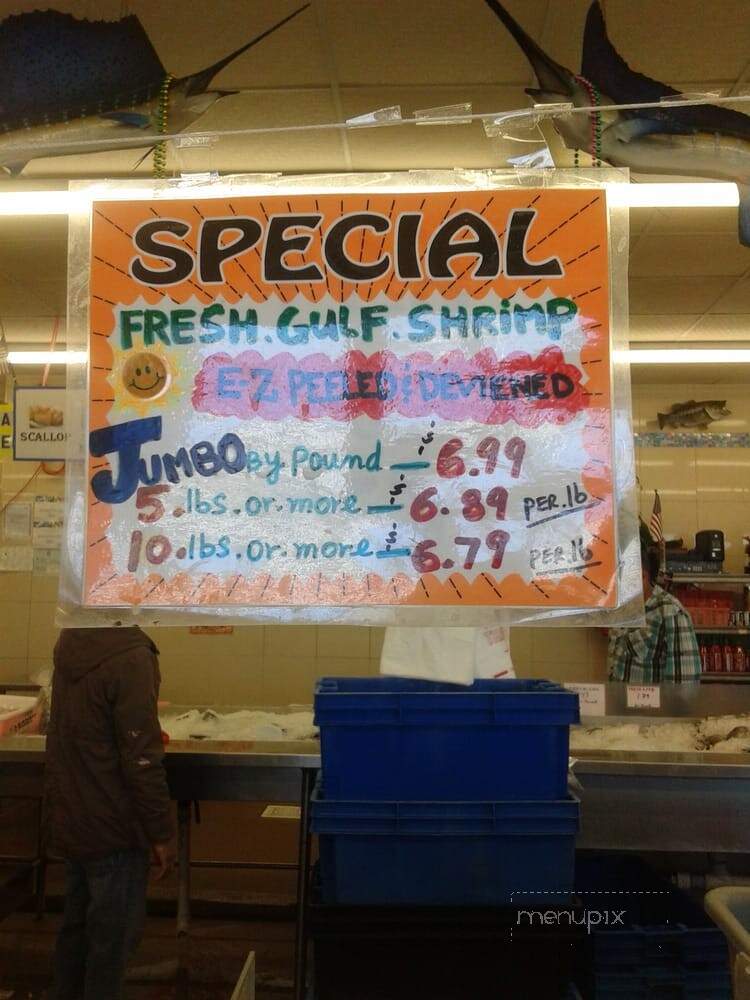 SPECIAL
FRESH.GULF.SHRIMP
E-Z PEELED & DEVIENED
JUMBO By Pound — $ 6.99
5.lbs.or.more — $ 6.89 PER.lb
10.lbs.or.more — $ 6.79 PER.lb
SCALLOP
menupix